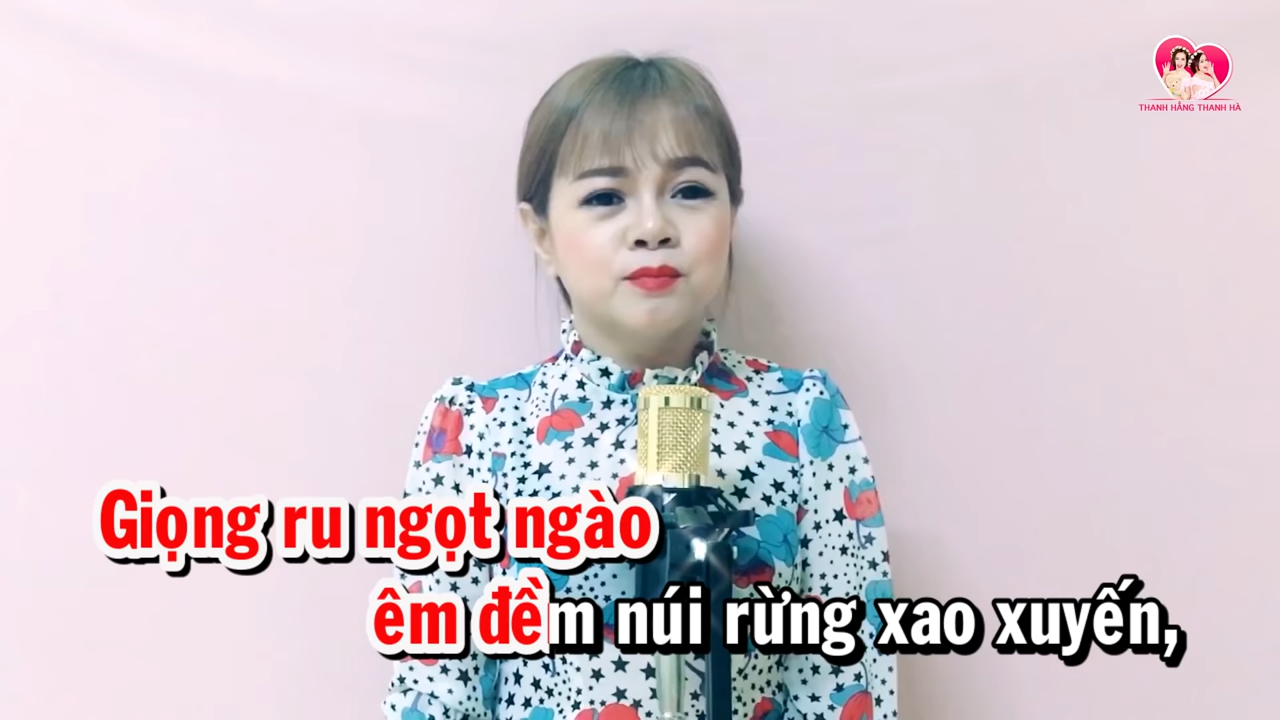 THANH HẰNG THANH HÀ
Giọng ru ngọt ngào
êm đềm núi rừng xao xuyến,